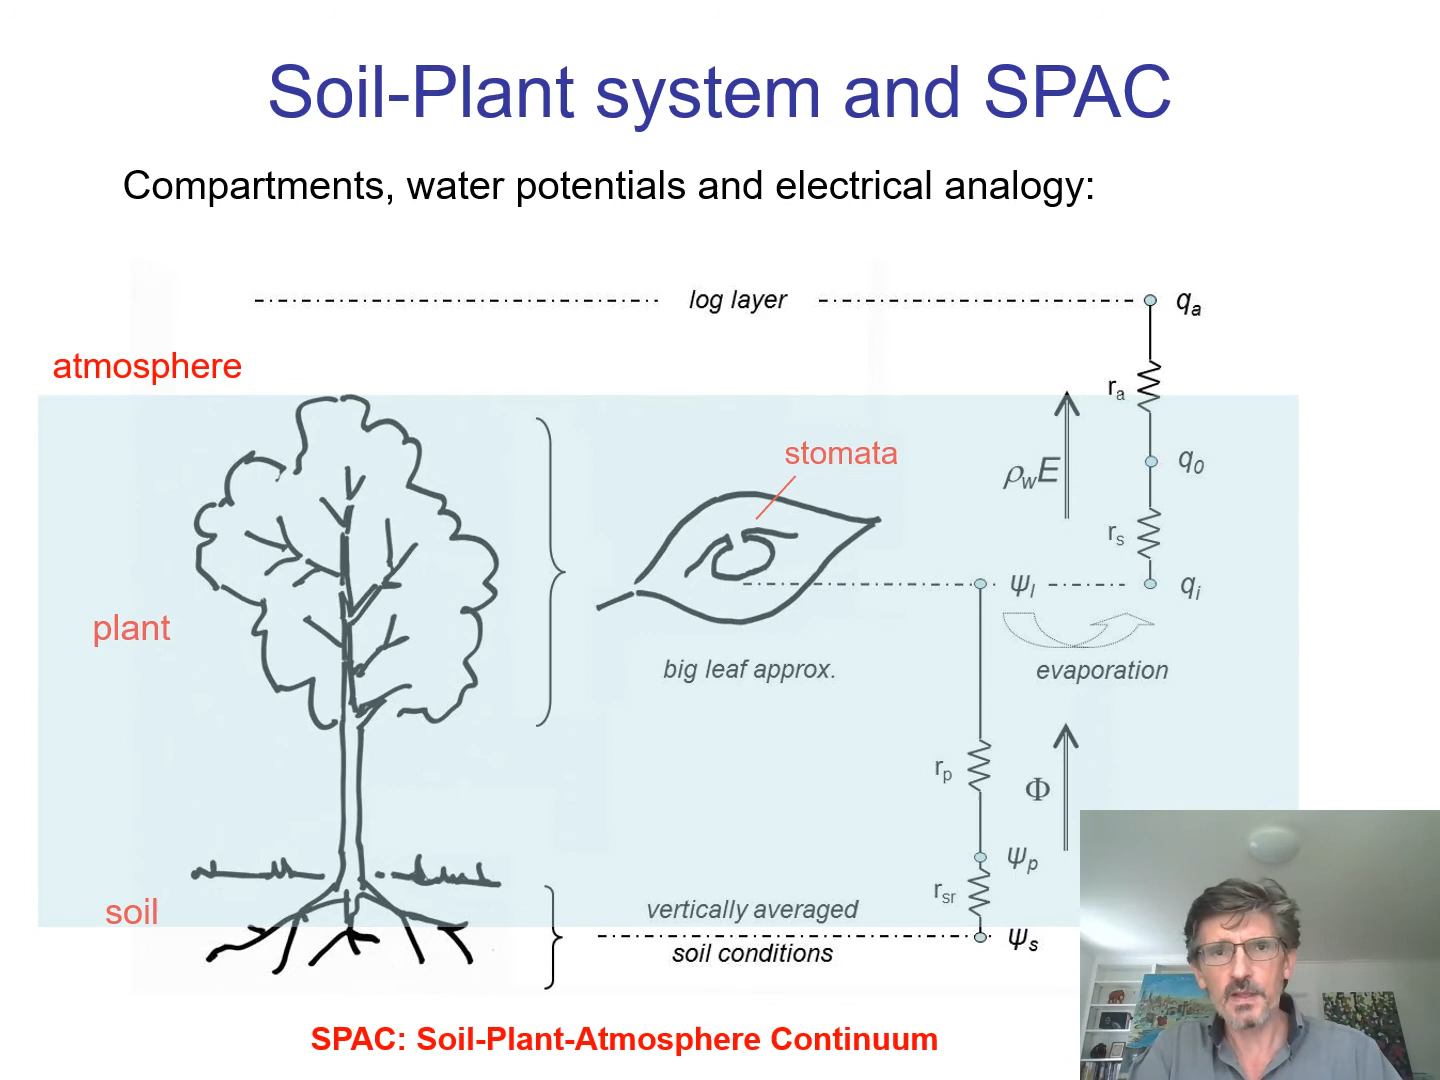 Soil-Plant system and SPAC
Compartments, water potentials and electrical analogy:
log layer
qa
atmosphere
ra
stomata
ρwE
q0
rs
ψl
qi
plant
big leaf approx.
evaporation
rp
Φ
ψp
rsr
soil
vertically averaged
ψs
soil conditions
SPAC: Soil-Plant-Atmosphere Continuum